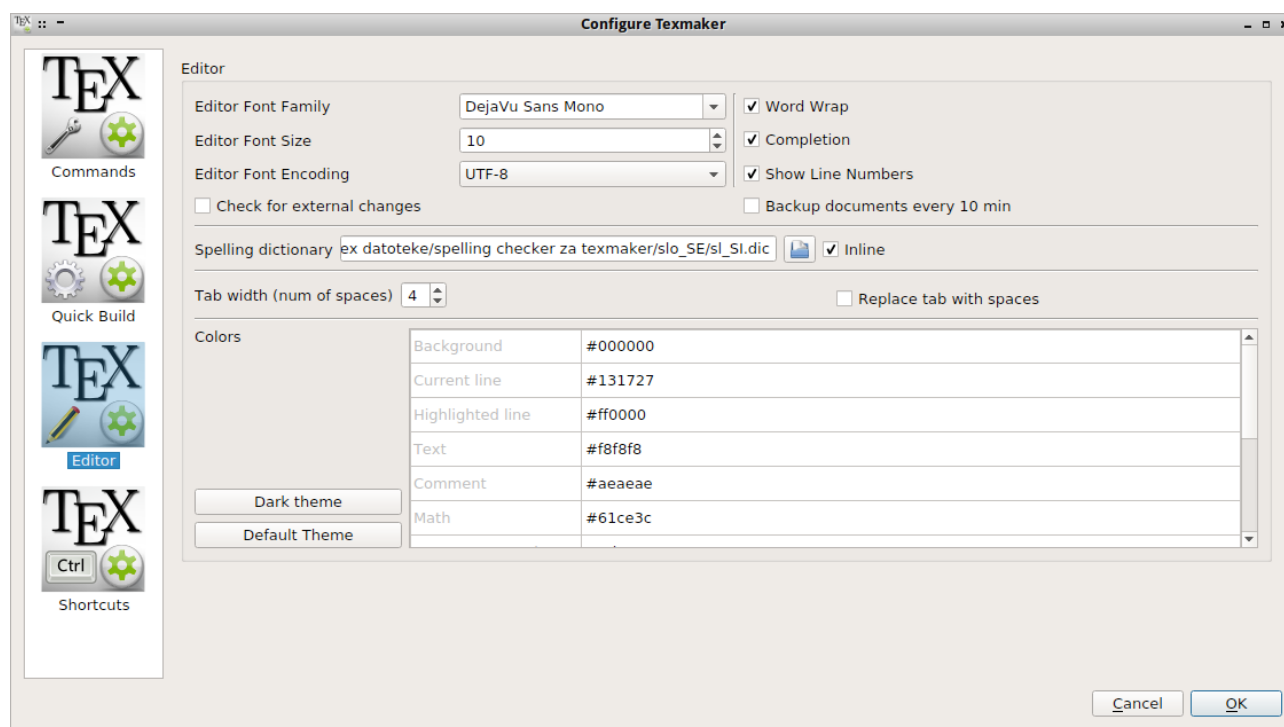 TEX Configure Texmaker
TEX
Commands
TEX
Quick Build
TEX
Editor
TEX
Ctrl
Shortcuts
Editor
Editor Font Family DejaVu Sans Mono Word Wrap
Editor Font Size 10 Completion
Editor Font Encoding UTF-8 Show Line Numbers
Check for external changes Backup documents every 10 min
Spelling dictionary ex datoteke/spelling checker za texmaker/slo_SE/sl_SI.dic Inline
Tab width (num of spaces) 4 Replace tab with spaces
Colors
Background #000000
Current line #131727
Highlighted line #ff0000
Text #f8f8f8
Comment #aeaeae
Math #61ce3c
Dark theme
Default Theme
Cancel OK